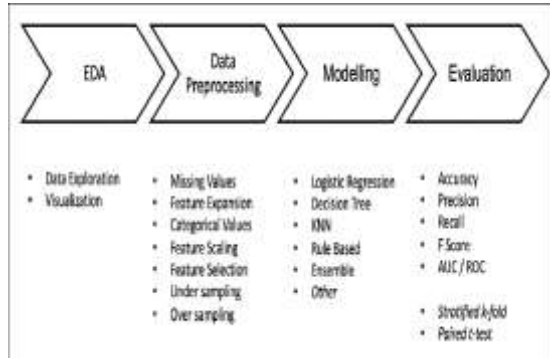 EDA
Data
Preprocessing
Modelling
Evaluation
• Data Exploration
• Visualization
• Missing Values
• Feature Expansion
• Categorical Values
• Feature Scaling
• Feature Selection
• Under sampling
• Over sampling
• Logistic Regression
• Decision Tree
• KNN
• Rule Based
• Ensemble
• Other
• Accuracy
• Precision
• Recall
• F Score
• AUC / ROC
• Stratified k-fold
• Paired t-test